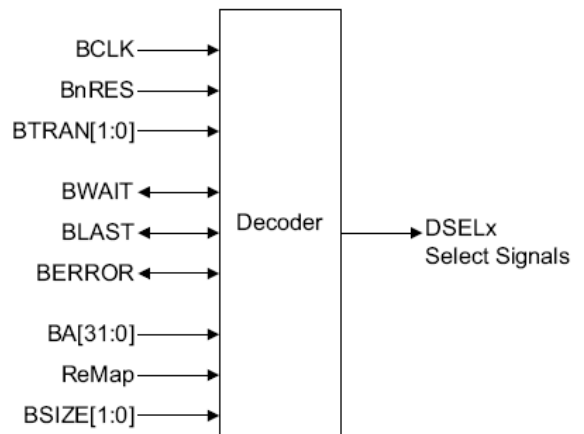 BCLK
BnRES
BTRAN[1:0]
BWAIT
BLAST
BERROR
BA[31:0]
ReMap
BSIZE[1:0]
Decoder
DSELx
Select Signals